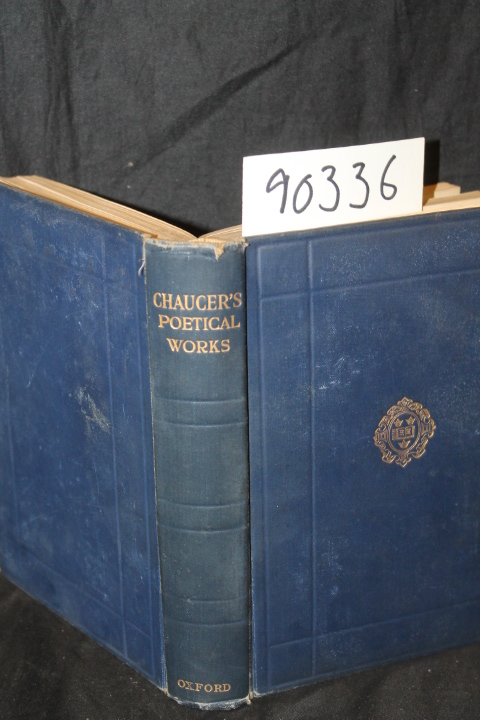 90336
CHAUCER'S
POETICAL
WORKS
OXFORD